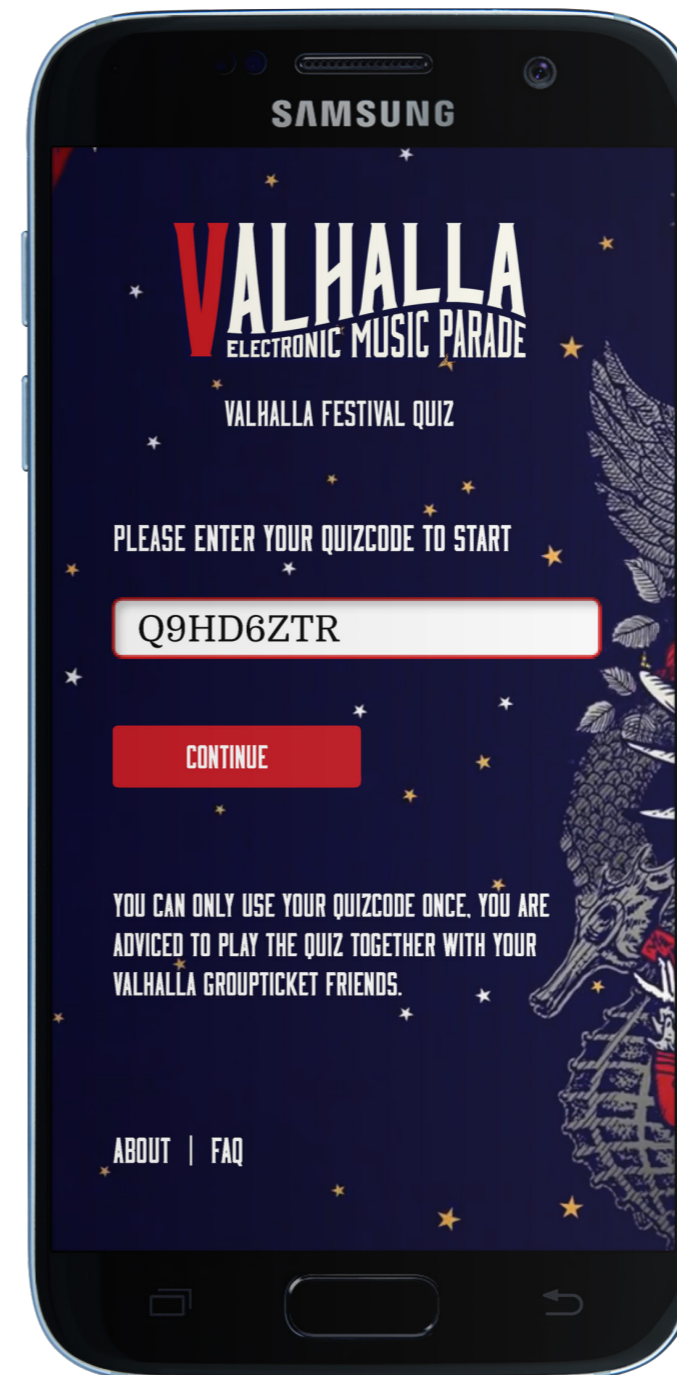 SAMSUNG
VALHALLA
ELECTRONIC MUSIC PARADE
VALHALLA FESTIVAL QUIZ
PLEASE ENTER YOUR QUIZCODE TO START
Q9HD6ZTR
CONTINUE
YOU CAN ONLY USE YOUR QUIZCODE ONCE, YOU ARE
ADVICED TO PLAY THE QUIZ TOGETHER WITH YOUR
VALHALLA GROUPTICKET FRIENDS.
ABOUT | FAQ